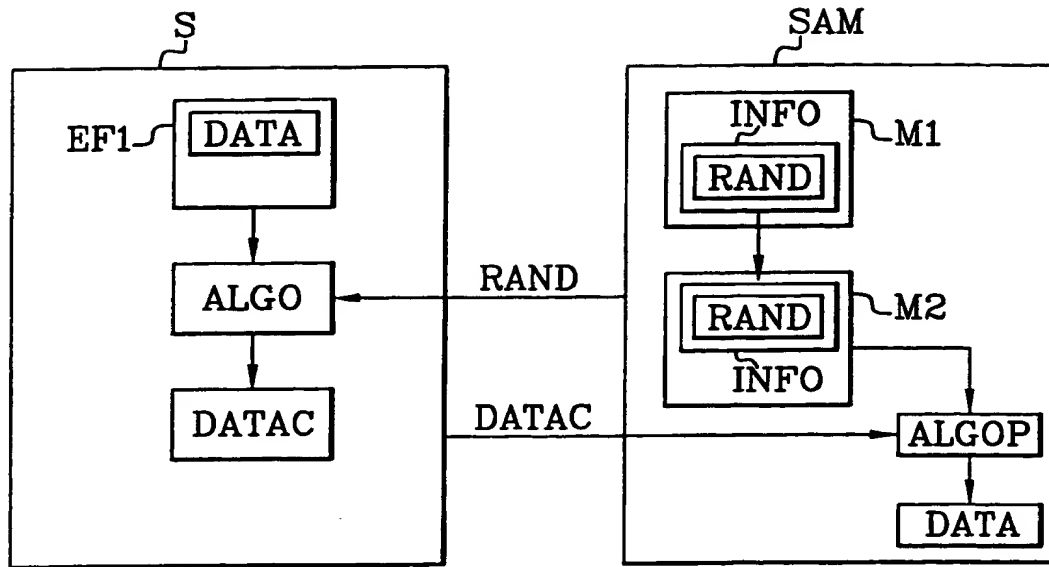 S
SAM
EF1
DATA
INFO
M1
RAND
ALGO
RAND
M2
RAND
INFO
DATAC
DATAC
ALGOP
DATA